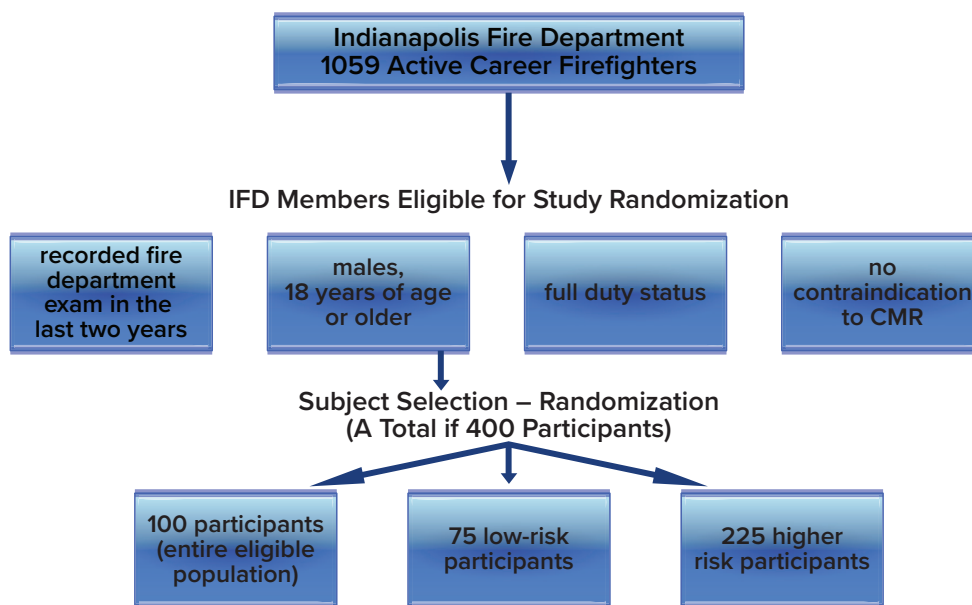 Indianapolis Fire Department
1059 Active Career Firefighters
IFD Members Eligible for Study Randomization
recorded fire
department
exam in the
last two years
males,
18 years of age
or older
full duty status
no
contraindication
to CMR
Subject Selection – Randomization
(A Total if 400 Participants)
100 participants
(entire eligible
population)
75 low-risk
participants
225 higher
risk participants